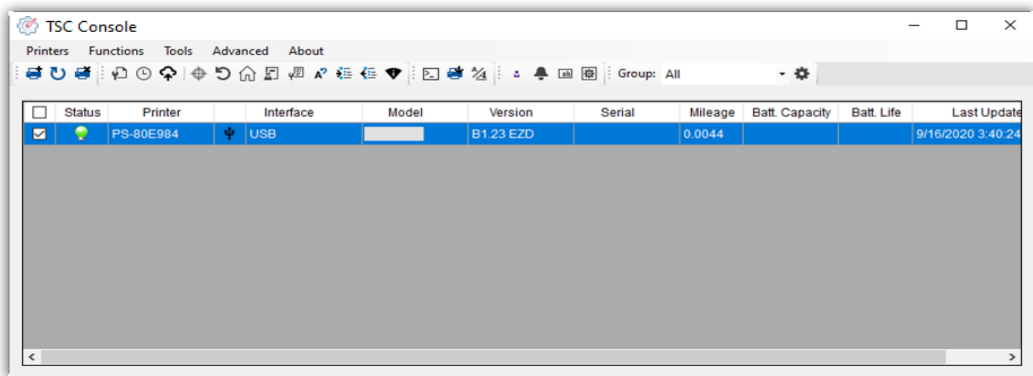 TSC Console
Printers Functions Tools Advanced About
Group: All
Status Printer Interface Model Version Serial Mileage Batt. Capacity Batt. Life Last Update
PS-80E984 USB B1.23 EZD 0.0044 9/16/2020 3:40:24